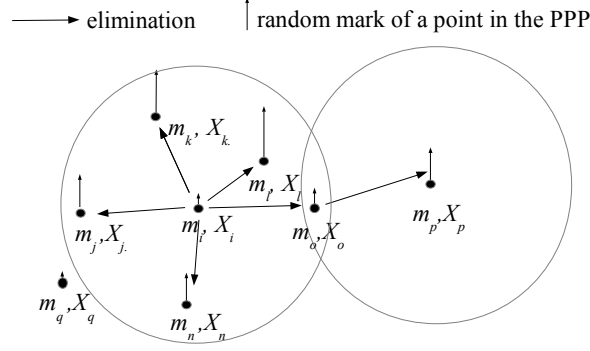 elimination random mark of a point in the PPP
m_k, X_k.
m_l, X_l
m_i, X_i
m_o, X_o
m_p, X_p
m_j, X_j.
m_q, X_q
m_n, X_n